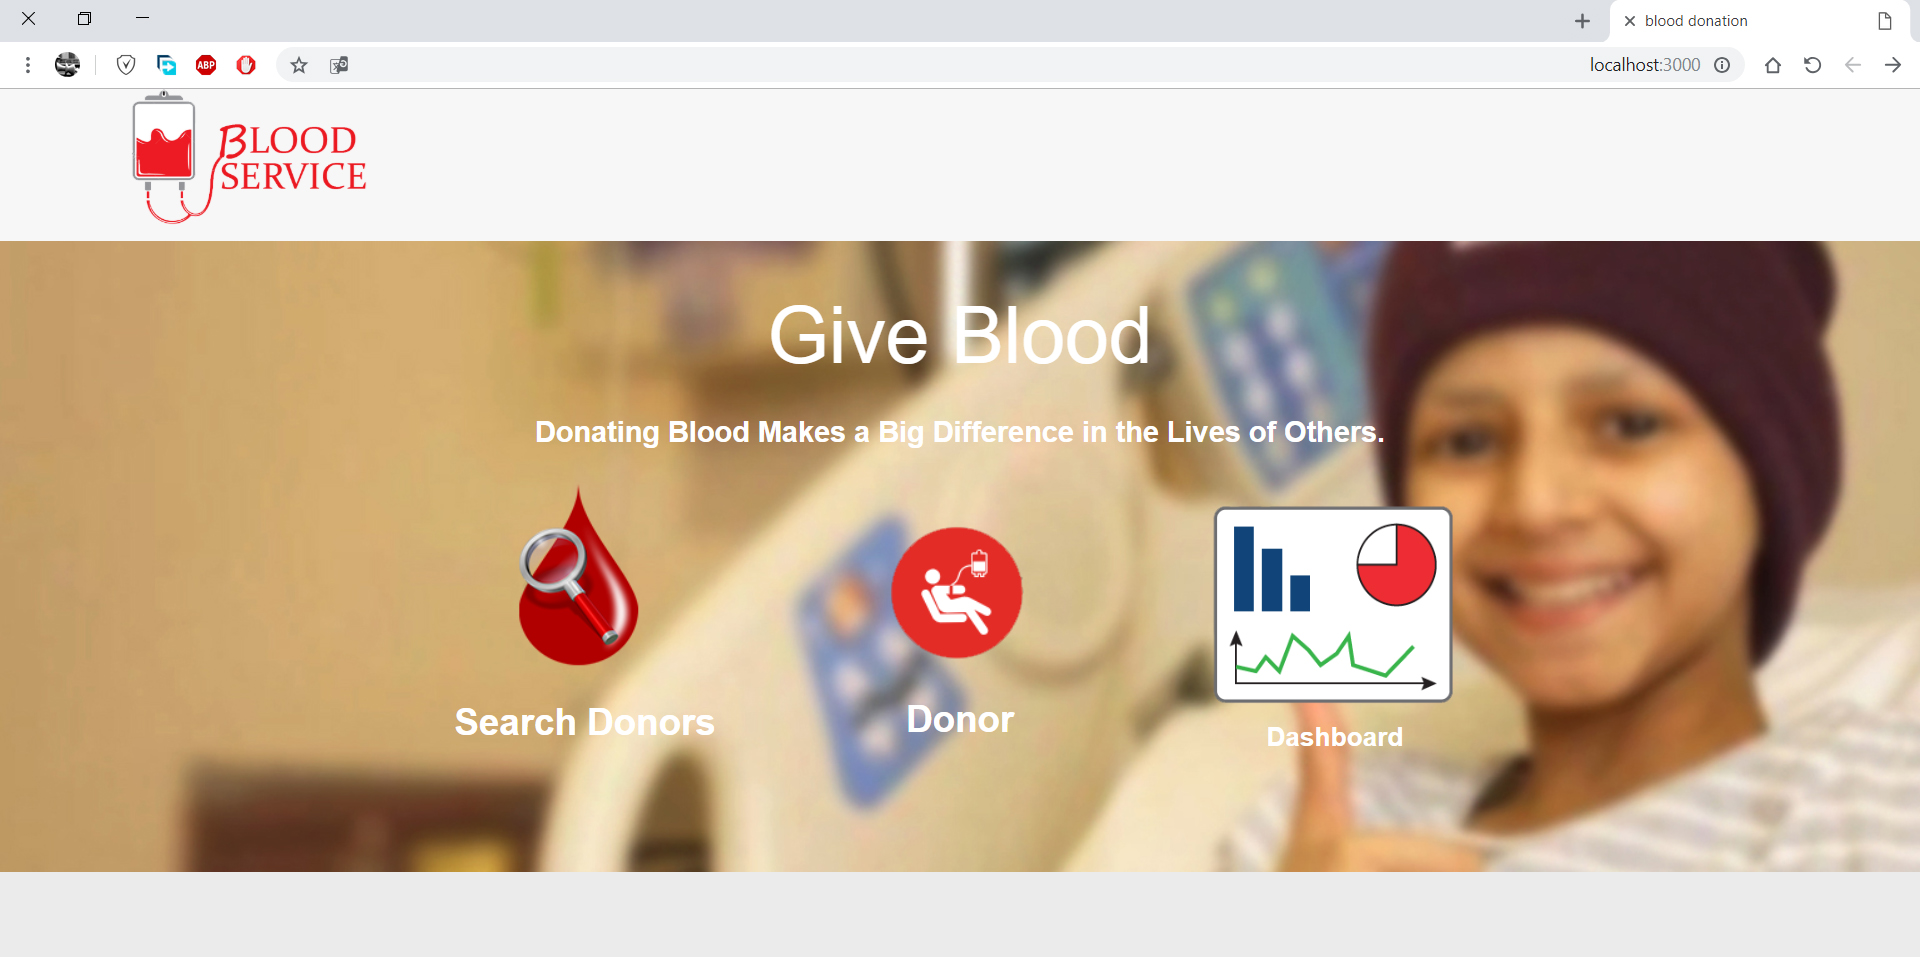 blood donation
localhost:3000
ABP
BLOOD
SERVICE
Give Blood
Donating Blood Makes a Big Difference in the Lives of Others.
Search Donors
Donor
Dashboard